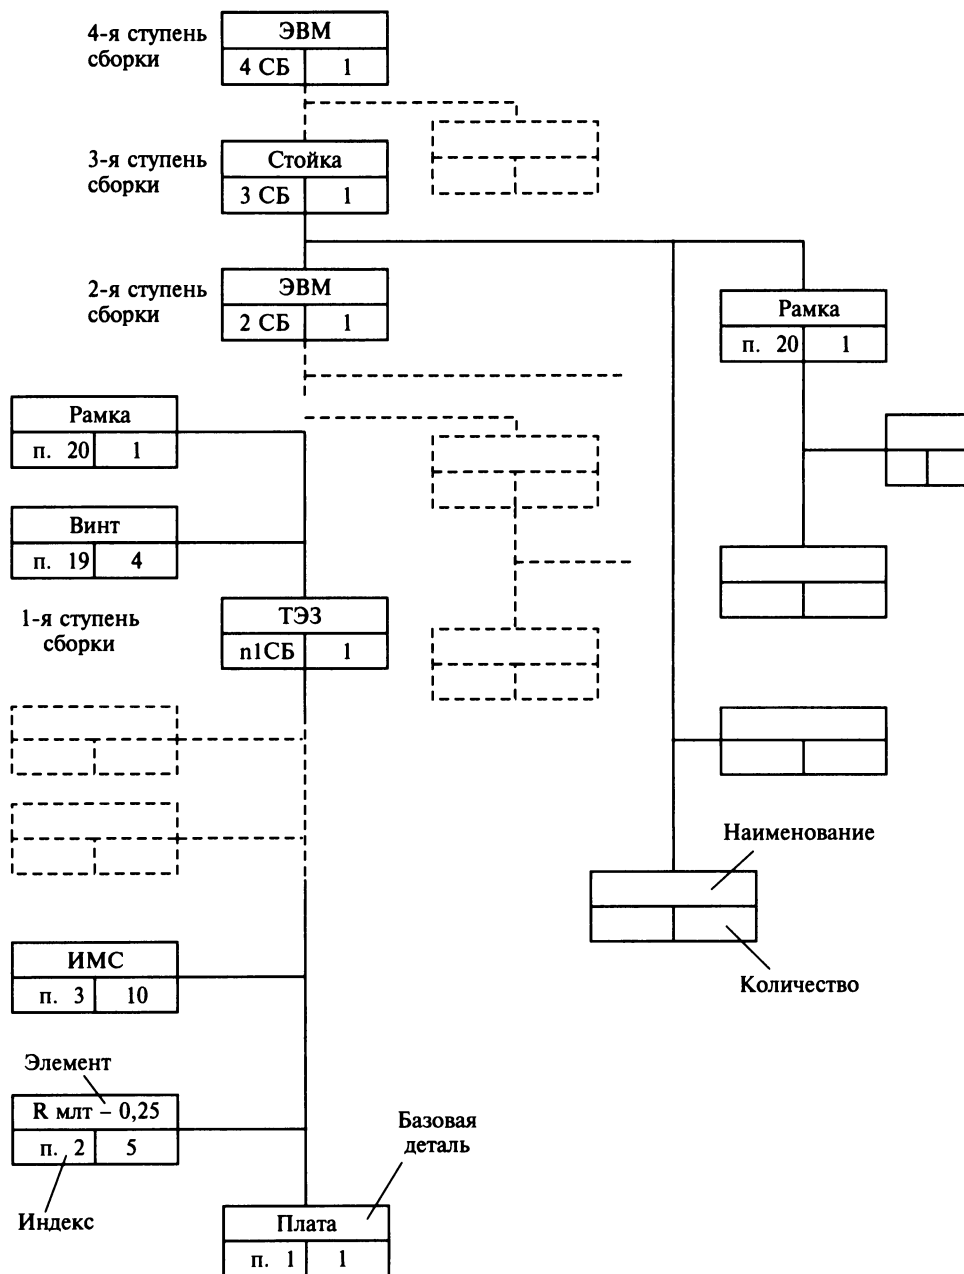 4-я ступень
сборки
ЭВМ
4 СБ 1
3-я ступень
сборки
Стойка
3 СБ 1
2-я ступень
сборки
ЭВМ
2 СБ 1
Рамка
п. 20 1
Рамка
п. 20 1
Винт
п. 19 4
1-я ступень
сборки
ТЭЗ
n1СБ 1
Наименование
Количество
ИМС
п. 3 10
Элемент
R млт – 0,25
п. 2 5
Индекс
Базовая
деталь
Плата
п. 1 1